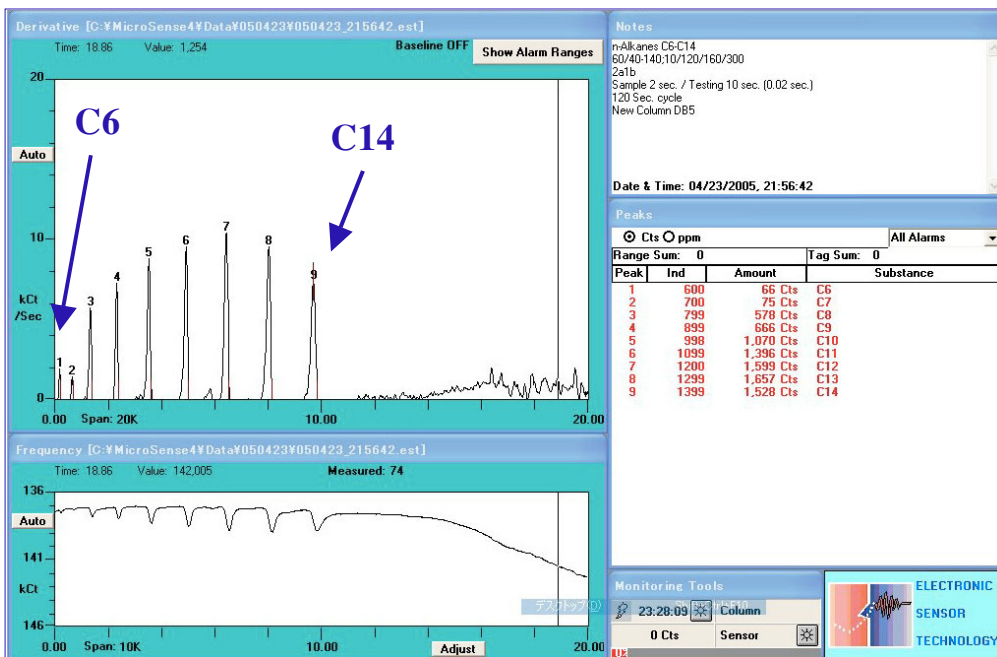 Derivative [C:¥MicroSense4¥Data¥050423¥050423_215642.est]
Time: 18.86 Value: 1,254 Baseline OFF Show Alarm Ranges
20
C6
C14
Auto
10
kCt
/Sec
0
1 2 3 4 5 6 7 8 9
0.00 Span: 20K 10.00 20.00
Frequency [C:¥MicroSense4¥Data¥050423¥050423_215642.est]
Time: 18.86 Value: 142,005 Measured: 74
136
Auto
141
kCt
146
0.00 Span: 10K 10.00 Adjust 20.00
Notes
n-Alkanes C6-C14
60/40-140;10/120/160/300
2a1b
Sample 2 sec. / Testing 10 sec. (0.02 sec.)
120 Sec. cycle
New Column DB5
Date & Time: 04/23/2005, 21:56:42
Peaks
Cts ppm All Alarms
Range Sum: 0 Tag Sum: 0
Peak Ind Amount Substance
1 600 66 Cts C6
2 700 75 Cts C7
3 799 578 Cts C8
4 899 666 Cts C9
5 998 1,070 Cts C10
6 1099 1,396 Cts C11
7 1200 1,599 Cts C12
8 1299 1,657 Cts C13
9 1399 1,528 Cts C14
Monitoring Tools
デスクトップ(D)
23:28:09 Column
0 Cts Sensor
ELECTRONIC
SENSOR
TECHNOLOGY